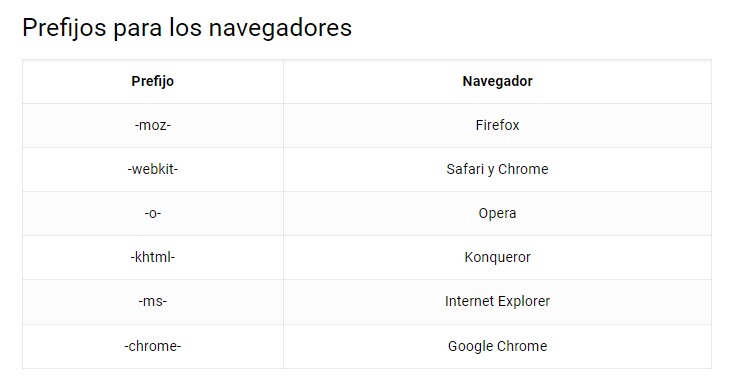 Prefijos para los navegadores
Prefijo Navegador
-moz- Firefox
-webkit- Safari y Chrome
-o- Opera
-khtml- Konqueror
-ms- Internet Explorer
-chrome- Google Chrome